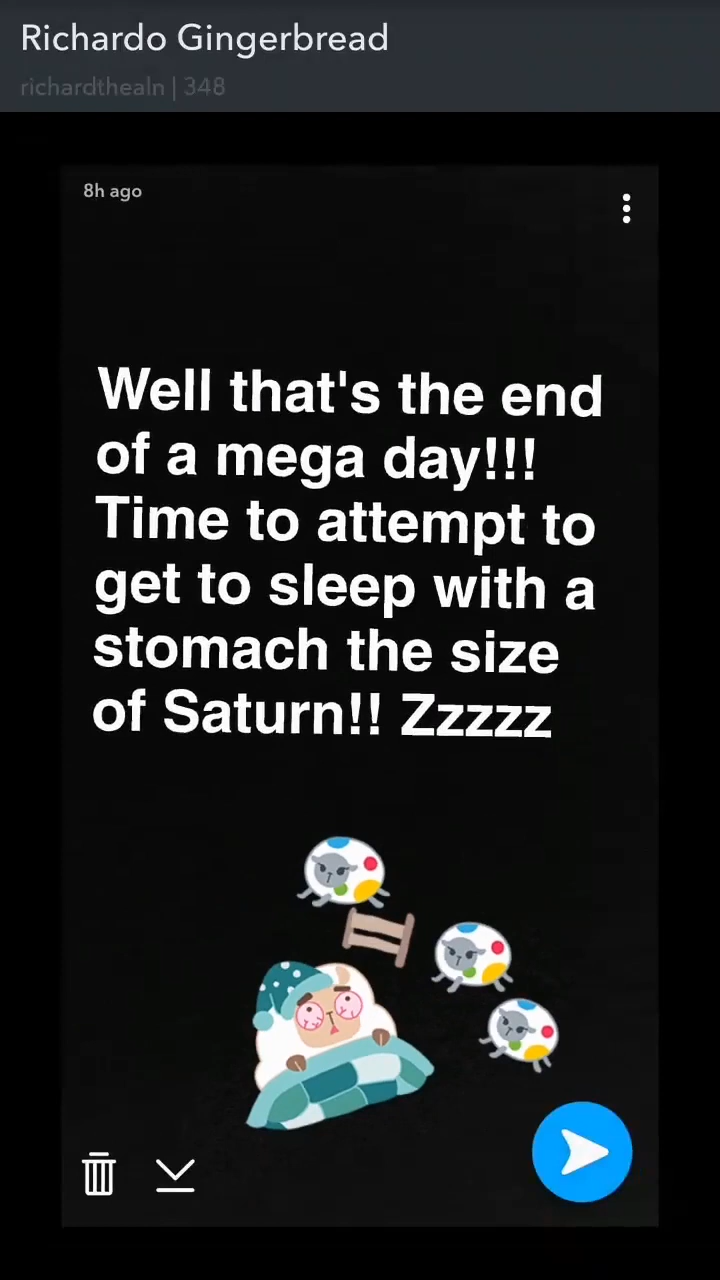 Richardo Gingerbread
richardthealn | 348
8h ago
Well that's the end
of a mega day!!!
Time to attempt to
get to sleep with a
stomach the size
of Saturn!! Zzzzz